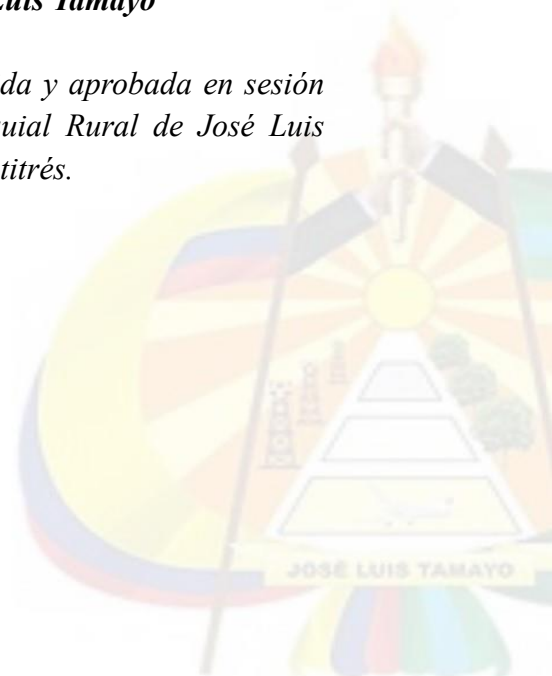 Luis Tamayo
da y aprobada en sesión
uial Rural de José Luis
titrés.
JOSÉ LUIS TAMAYO